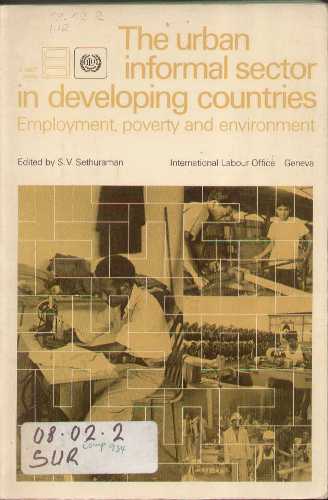 The urban
informal sector
in developing countries
Employment, poverty and environment
Edited by S. V. Sethuraman
International Labour Office Geneva
08.02.2
SUR